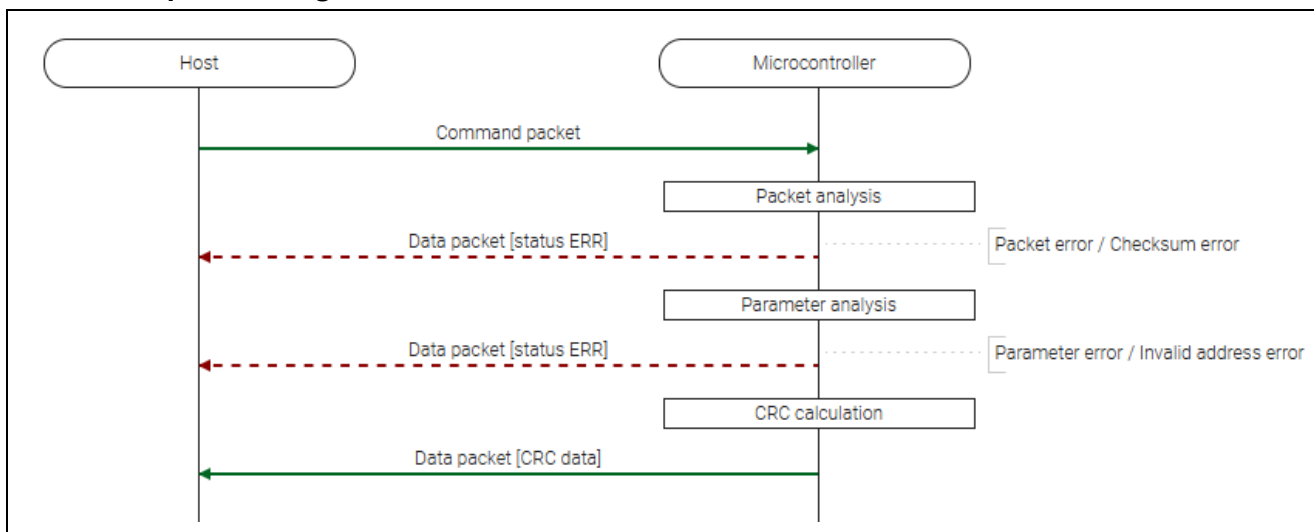 Host
Microcontroller
Command packet
Packet analysis
Data packet [status ERR]
Packet error / Checksum error
Parameter analysis
Data packet [status ERR]
Parameter error / Invalid address error
CRC calculation
Data packet [CRC data]